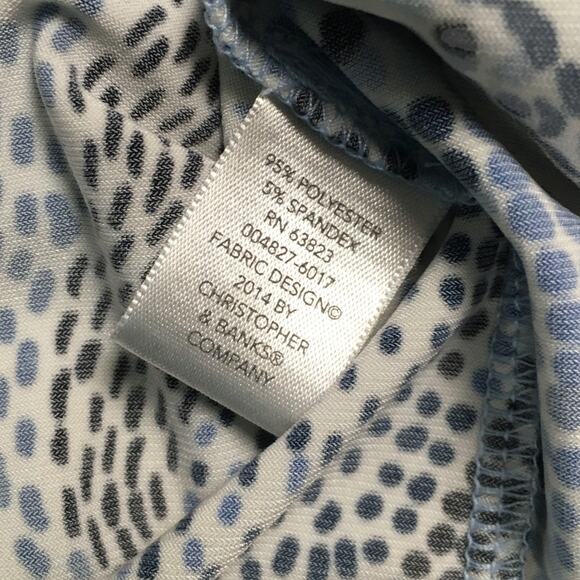 95% POLYESTER
5% SPANDEX
RN 63823
004827-6017
FABRIC DESIGN©
2014 BY
CHRISTOPHER
& BANKS®
COMPANY